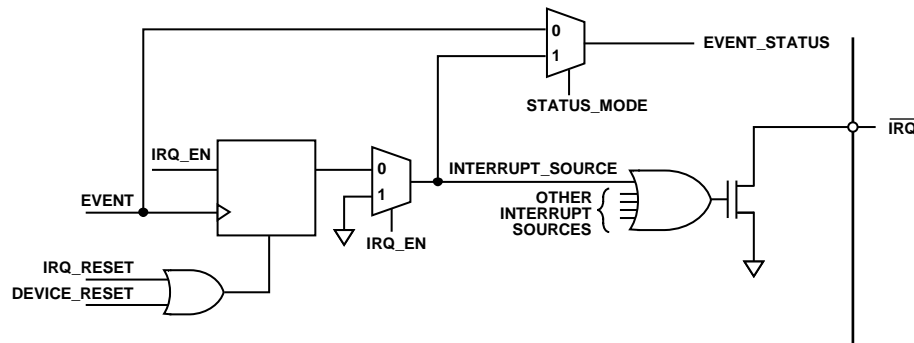 0
1
EVENT_STATUS
STATUS_MODE
IRQ
IRQ_EN
0
1
INTERRUPT_SOURCE
EVENT
OTHER
INTERRUPT
SOURCES
IRQ_EN
IRQ_RESET
DEVICE_RESET